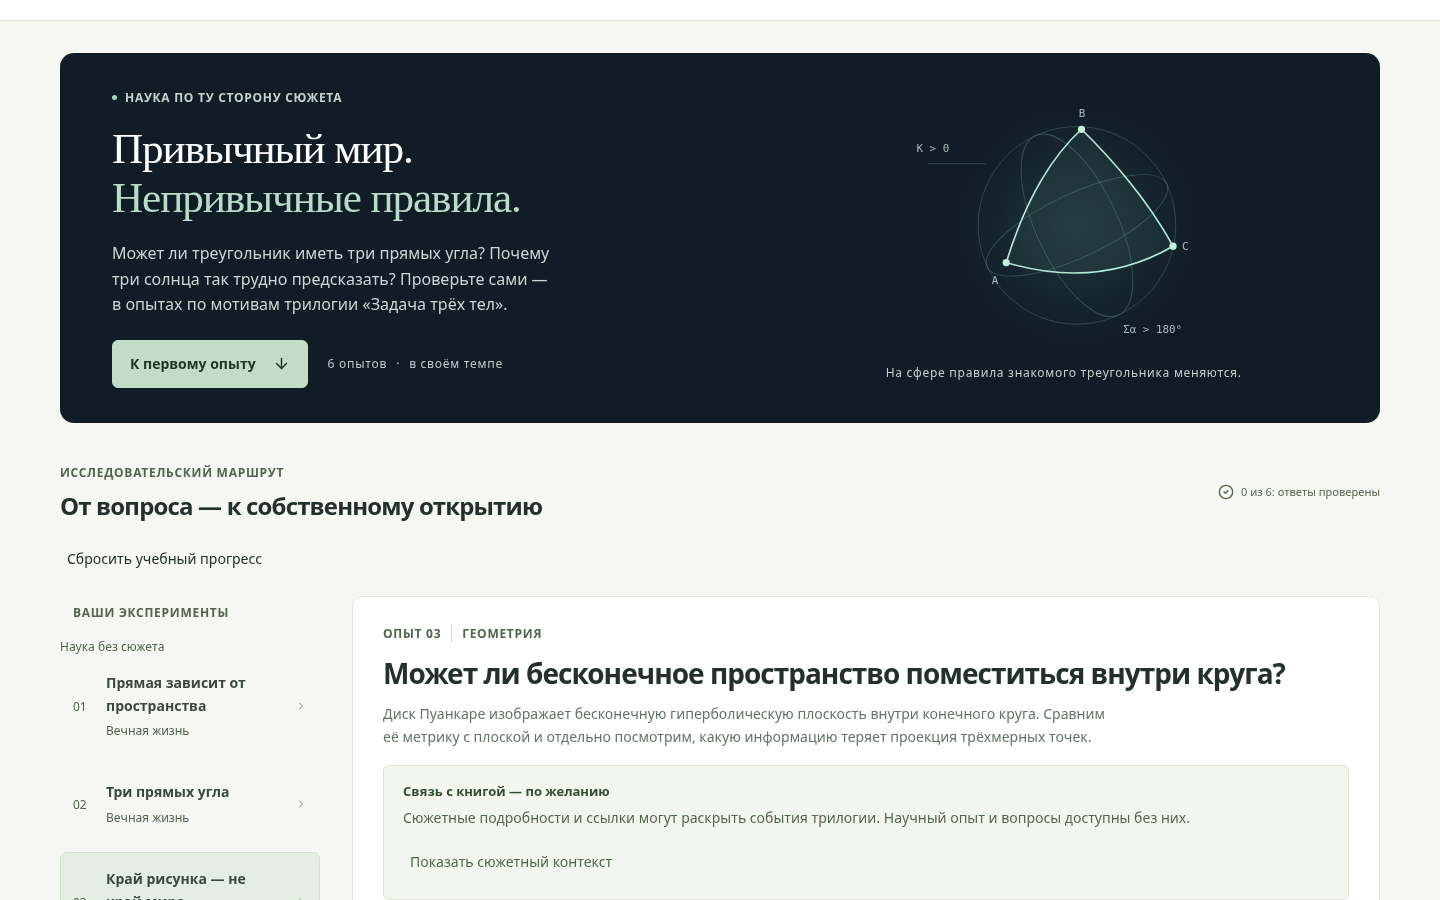 НАУКА ПО ТУ СТОРОНУ СЮЖЕТА
Привычный мир.
Непривычные правила.
Может ли треугольник иметь три прямых угла? Почему
три солнца так трудно предсказать? Проверьте сами —
в опытах по мотивам трилогии «Задача трёх тел».
К первому опыту
6 опытов · в своём темпе
B
K > 0
C
A
Σα > 180°
На сфере правила знакомого треугольника меняются.
ИССЛЕДОВАТЕЛЬСКИЙ МАРШРУТ
От вопроса — к собственному открытию
0 из 6: ответы проверены
Сбросить учебный прогресс
ВАШИ ЭКСПЕРИМЕНТЫ
Наука без сюжета
01
Прямая зависит от
пространства
Вечная жизнь
02
Три прямых угла
Вечная жизнь
Край рисунка — не
ОПЫТ 03
ГЕОМЕТРИЯ
Может ли бесконечное пространство поместиться внутри круга?
Диск Пуанкаре изображает бесконечную гиперболическую плоскость внутри конечного круга. Сравним
её метрику с плоской и отдельно посмотрим, какую информацию теряет проекция трёхмерных точек.
Связь с книгой — по желанию
Сюжетные подробности и ссылки могут раскрыть события трилогии. Научный опыт и вопросы доступны без них.
Показать сюжетный контекст